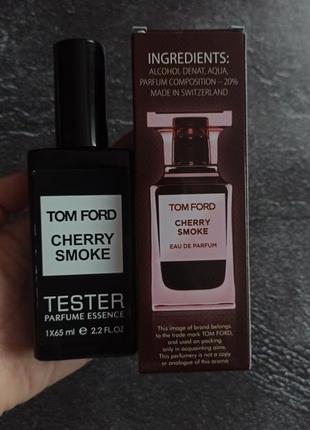 TOM FORD
CHERRY
SMOKE
TESTER
PARFUME ESSENCE
1X65 ml e 2,2 FL.OZ
INGREDIENTS:
ALCOHOL DENAT, AQUA,
PARFUM COMPOSITION – 20%
MADE IN SWITZERLAND
TOM FORD
CHERRY
SMOKE
EAU DE PARFUM
This image of brand belongs
to the trade mark TOM FORD,
and used on packing
only in acquainting aims.
This perfumery is not a copy
or analogue of this aroma